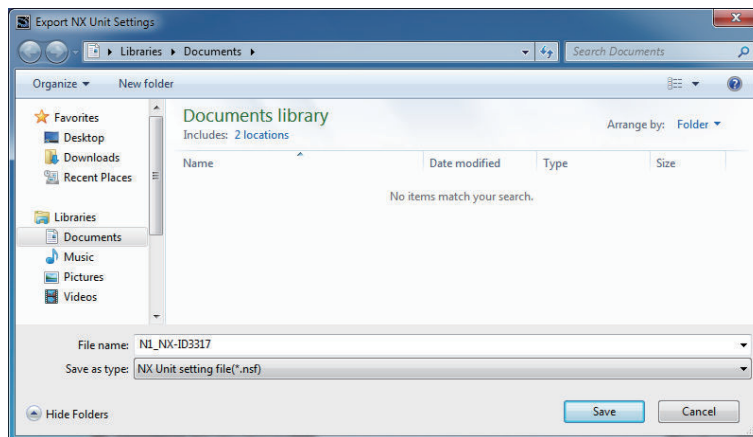 Export NX Unit Settings
Libraries Documents Search Documents
Organize New folder
Favorites
Desktop
Downloads
Recent Places
Libraries
Documents
Music
Pictures
Videos
Documents library
Includes: 2 locations
Arrange by: Folder
Name Date modified Type Size
No items match your search.
File name: N1_NX-ID3317
Save as type: NX Unit setting file(*.nsf)
Hide Folders Save Cancel